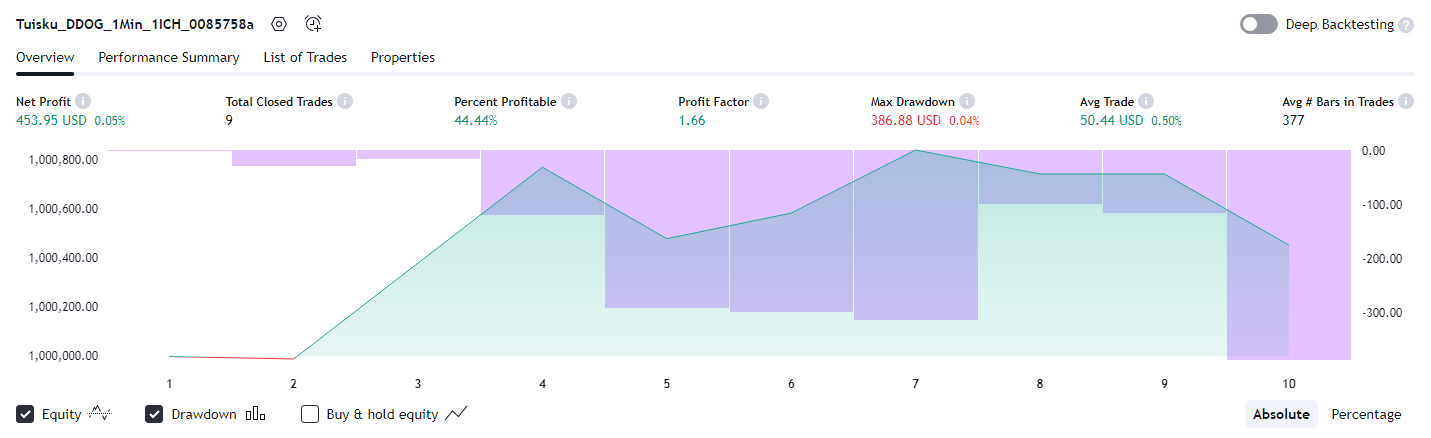 Tuisku_DDOG_1Min_1ICH_0085758a
Deep Backtesting ?
Overview Performance Summary List of Trades Properties
Net Profit i Total Closed Trades i Percent Profitable i Profit Factor i Max Drawdown i Avg Trade i Avg # Bars in Trades i
453.95 USD 0.05% 9 44.44% 1.66 386.88 USD 0.04% 50.44 USD 0.50% 377
1,000,800.00 0.00
1,000,600.00 -100.00
1,000,400.00 -200.00
1,000,200.00 -300.00
1,000,000.00
1 2 3 4 5 6 7 8 9 10
Equity Drawdown Buy & hold equity Absolute Percentage